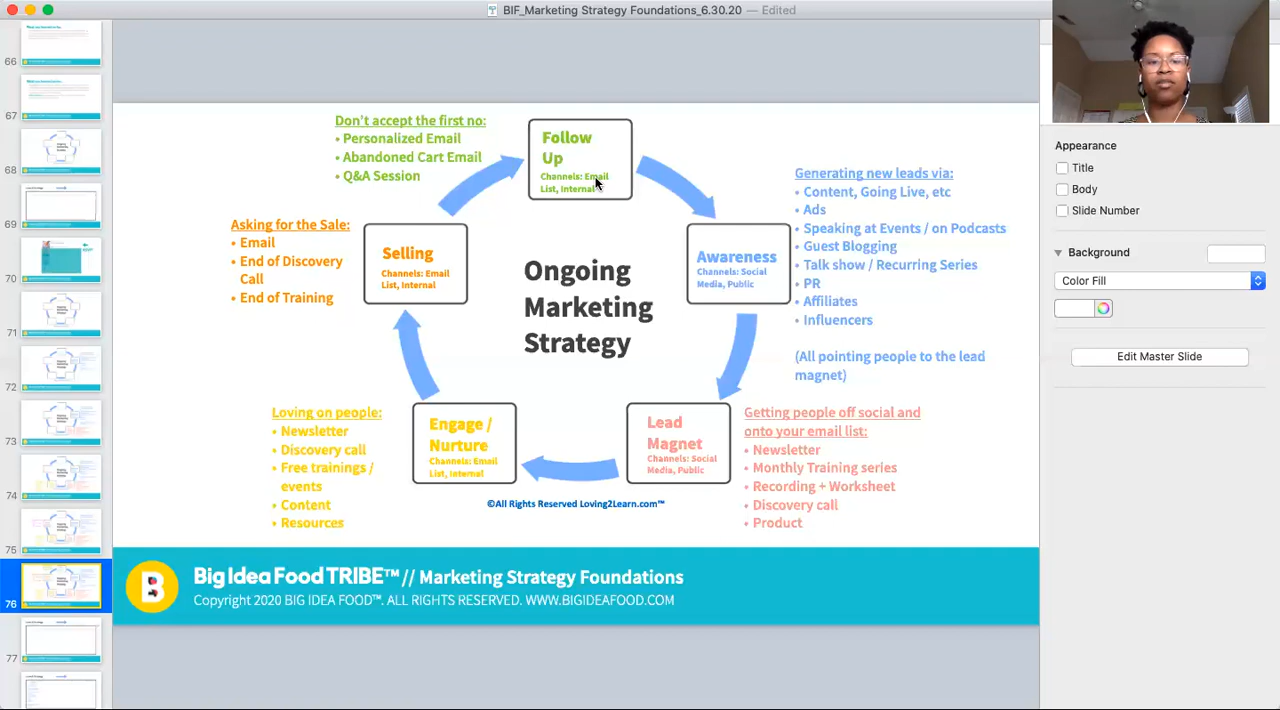 BIF_Marketing Strategy Foundations_6.30.20 — Edited
66
67
68
69
70
71
72
73
74
75
76
77
Don't accept the first no:
• Personalized Email
• Abandoned Cart Email
• Q&A Session
Follow
Up
Channels: Email
List, Internal
Generating new leads via:
• Content, Going Live, etc
• Ads
• Speaking at Events / on Podcasts
• Guest Blogging
• Talk show / Recurring Series
• PR
• Affiliates
• Influencers
(All pointing people to the lead
magnet)
Asking for the Sale:
• Email
• End of Discovery
Call
• End of Training
Selling
Channels: Email
List, Internal
Ongoing
Marketing
Strategy
Awareness
Channels: Social
Media, Public
Loving on people:
• Newsletter
• Discovery call
• Free trainings /
events
• Content
• Resources
Engage /
Nurture
Channels: Email
List, Internal
Lead
Magnet
Channels: Social
Media, Public
Getting people off social and
onto your email list:
• Newsletter
• Monthly Training series
• Recording + Worksheet
• Discovery call
• Product
©All Rights Reserved Loving2Learn.com™
B
Big Idea Food TRIBE™ // Marketing Strategy Foundations
Copyright 2020 BIG IDEA FOOD™. ALL RIGHTS RESERVED. WWW.BIGIDEAFOOD.COM
Appearance
Title
Body
Slide Number
Background
Color Fill
Edit Master Slide